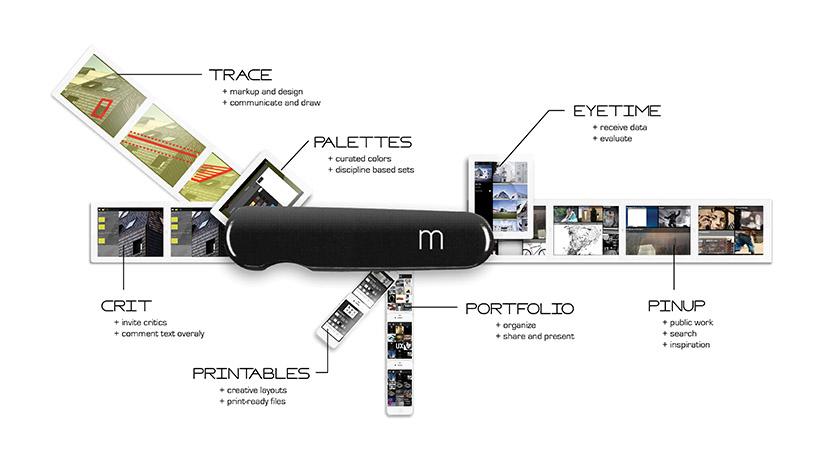 TRACE
+ markup and design
+ communicate and draw
PALETTES
+ curated colors
+ discipline based sets
EYETIME
+ receive data
+ evaluate
m
CRIT
+ invite critics
+ comment text overaly
PRINTABLES
+ creative layouts
+ print-ready files
PORTFOLIO
+ organize
+ share and present
PINUP
+ public work
+ search
+ inspiration